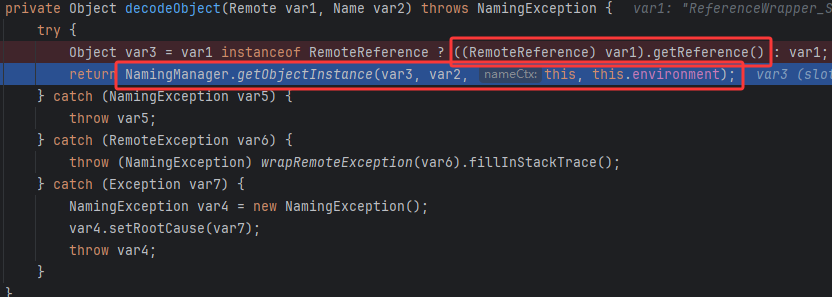 private Object decodeObject(Remote var1, Name var2) throws NamingException {  var1: "ReferenceWrapper_S
    try {
        Object var3 = var1 instanceof RemoteReference ? ((RemoteReference) var1).getReference() : var1;
        return NamingManager.getObjectInstance(var3, var2, nameCtx: this, this.environment);  var3 (slot
    } catch (NamingException var5) {
        throw var5;
    } catch (RemoteException var6) {
        throw (NamingException) wrapRemoteException(var6).fillInStackTrace();
    } catch (Exception var7) {
        NamingException var4 = new NamingException();
        var4.setRootCause(var7);
        throw var4;
    }
}